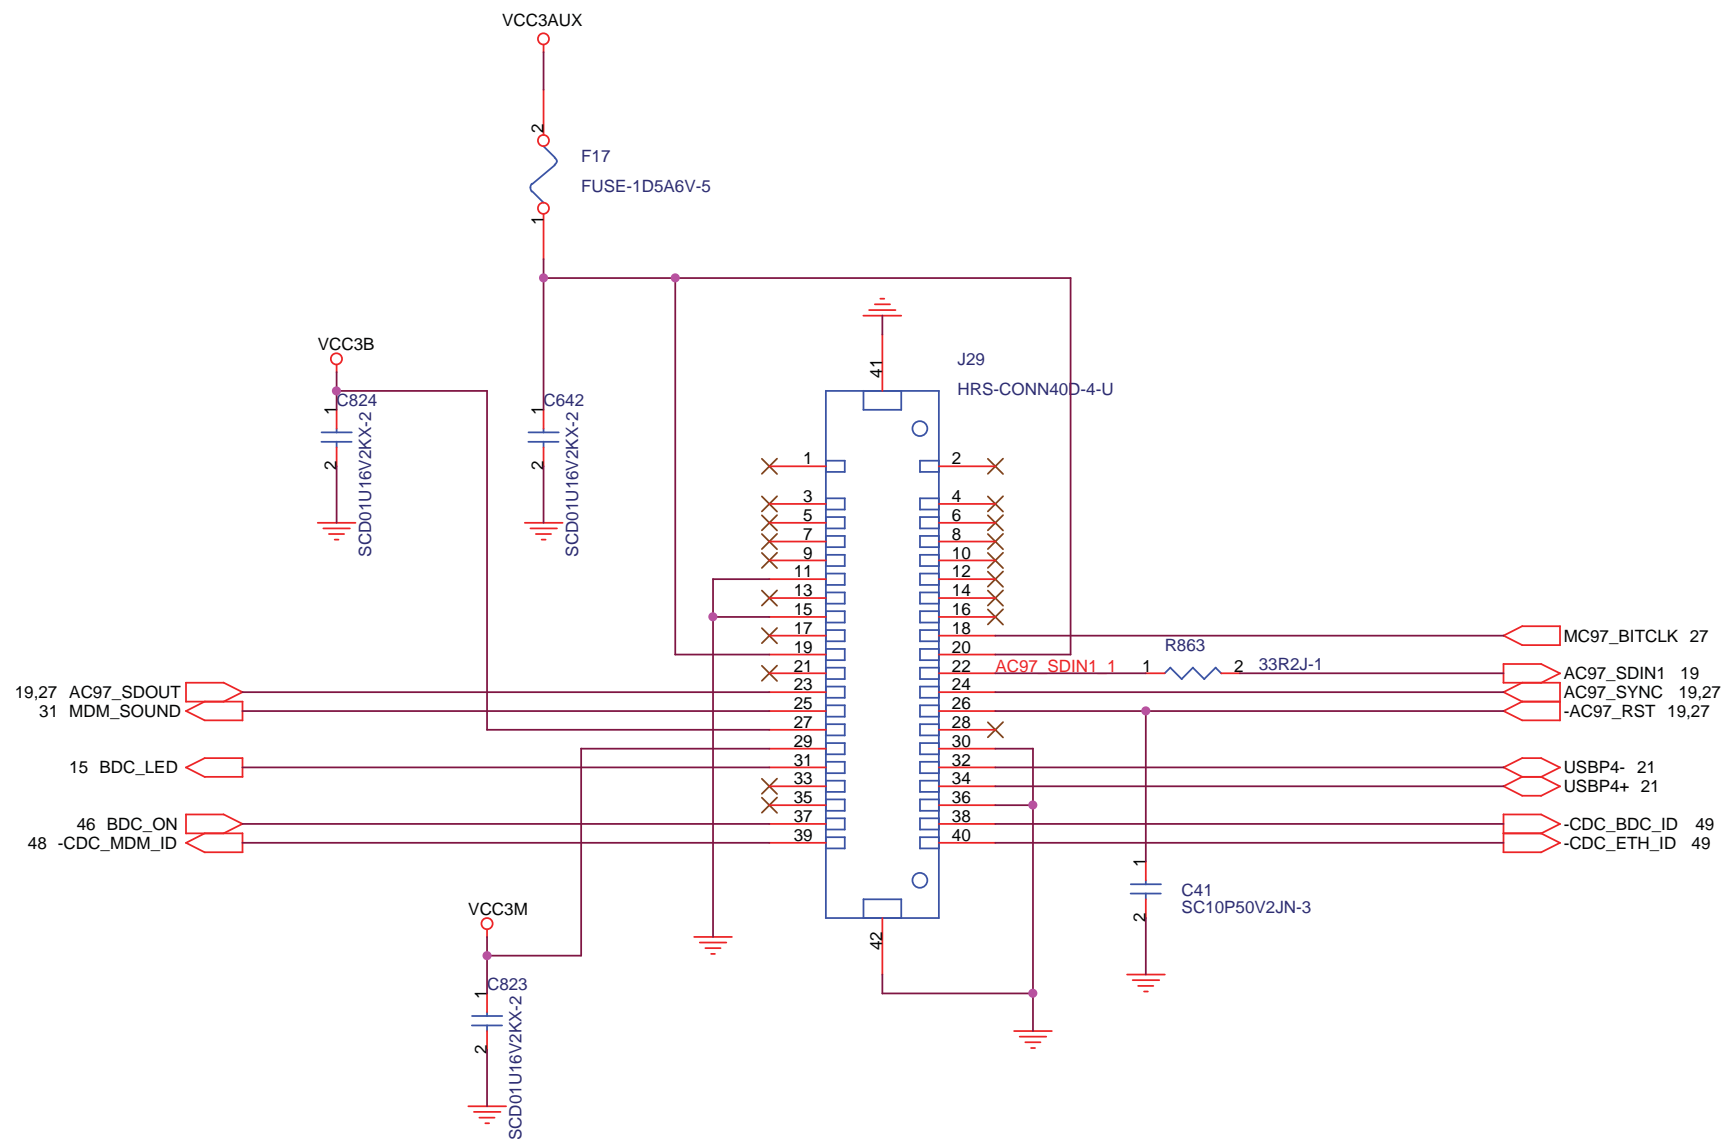 VCC3AUX
2
F17
FUSE-1D5A6V-5
1
VCC3B
1
C824
2
SCD01U16V2KX-2
1
C642
2
SCD01U16V2KX-2
41
J29
HRS-CONN40D-4-U
1 2
3 4
5 6
7 8
9 10
11 12
13 14
15 16
17 18 MC97_BITCLK 27
19 20
R863
21 22 AC97_SDIN1_1 1 2 33R2J-1 AC97_SDIN1 19
19,27 AC97_SDOUT 23 24 AC97_SYNC 19,27
31 MDM_SOUND 25 26 -AC97_RST 19,27
27 28
29 30
15 BDC_LED 31 32 USBP4- 21
33 34 USBP4+ 21
35 36
46 BDC_ON 37 38 -CDC_BDC_ID 49
48 -CDC_MDM_ID 39 40 -CDC_ETH_ID 49
1
C41
SC10P50V2JN-3
2
42
VCC3M
1
C823
2
SCD01U16V2KX-2